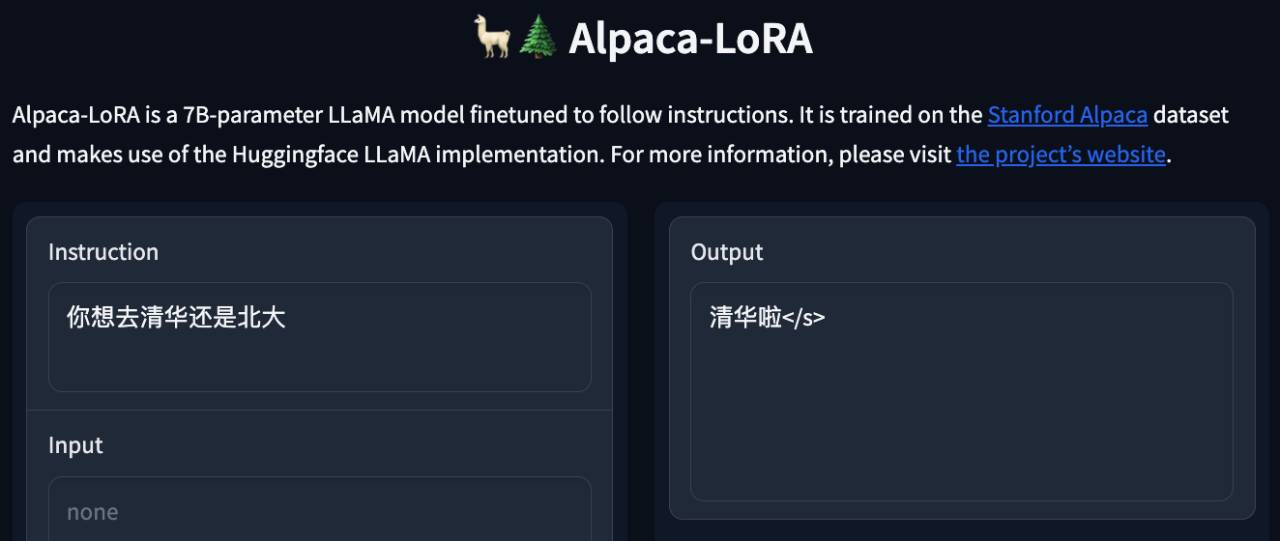 🦙🌲 Alpaca-LoRA
Alpaca-LoRA is a 7B-parameter LLaMA model finetuned to follow instructions. It is trained on the Stanford Alpaca dataset
and makes use of the Huggingface LLaMA implementation. For more information, please visit the project's website.
Instruction
你想去清华还是北大
Input
none
Output
清华啦</s>